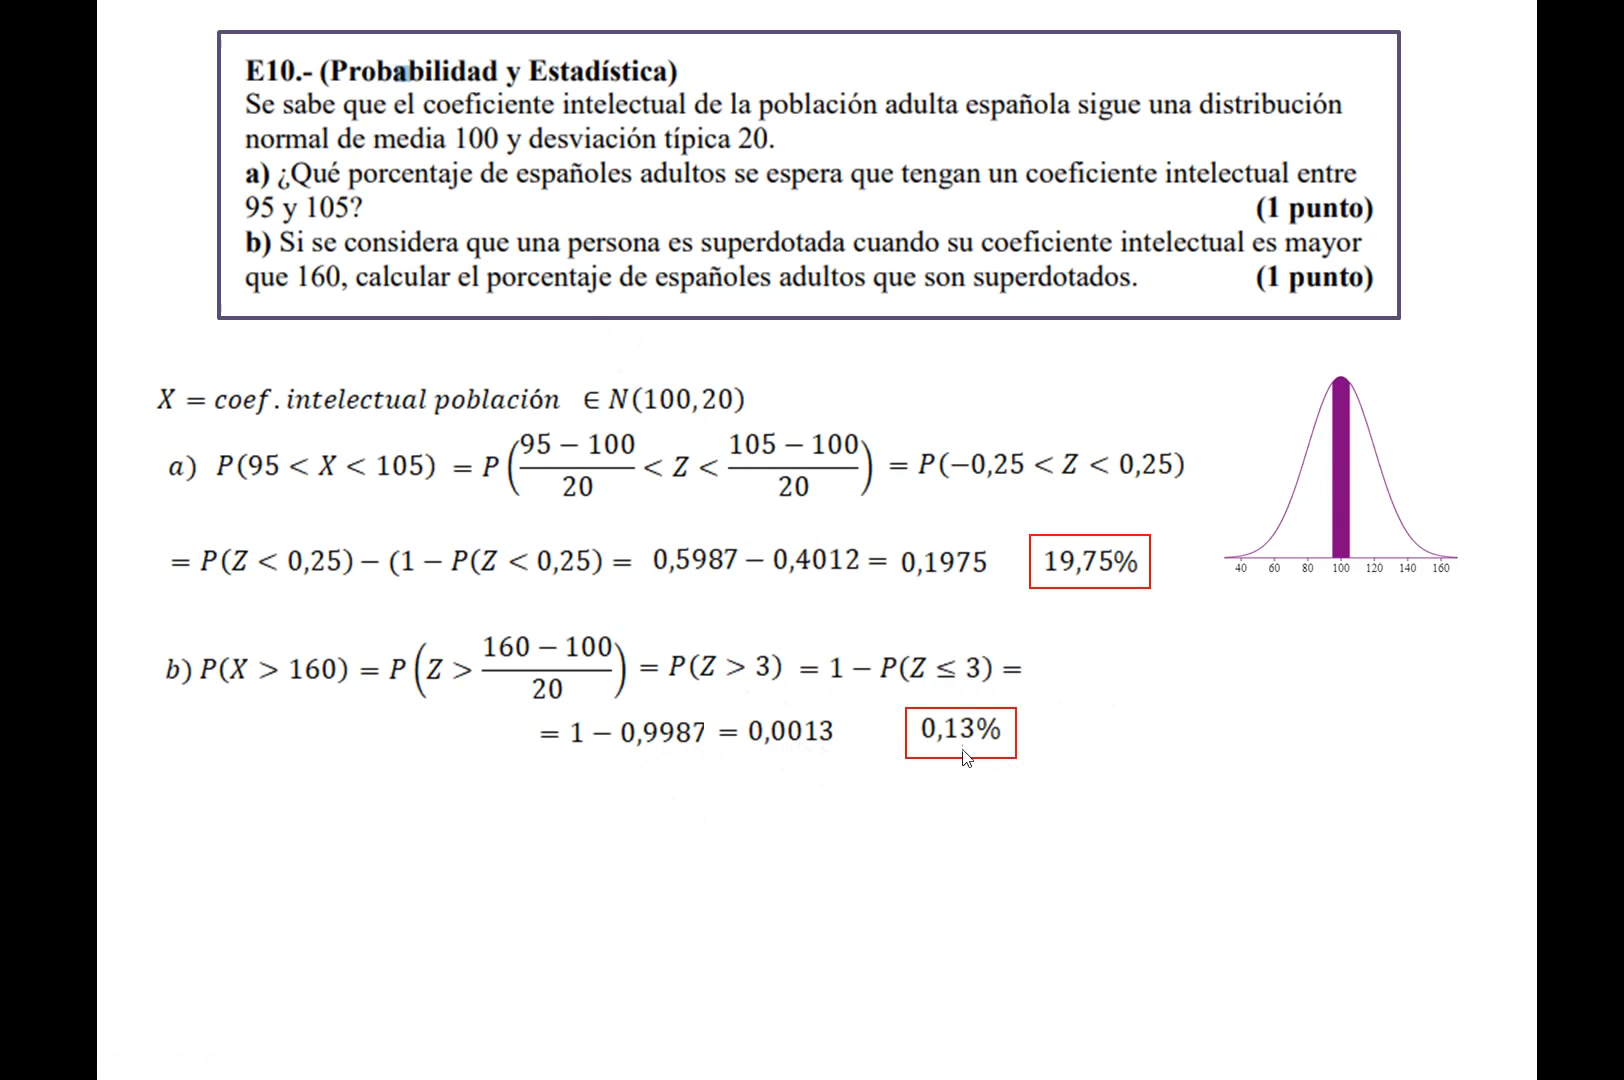 E10.- (Probabilidad y Estadística)
Se sabe que el coeficiente intelectual de la población adulta española sigue una distribución
normal de media 100 y desviación típica 20.
a) ¿Qué porcentaje de españoles adultos se espera que tengan un coeficiente intelectual entre
95 y 105? (1 punto)
b) Si se considera que una persona es superdotada cuando su coeficiente intelectual es mayor
que 160, calcular el porcentaje de españoles adultos que son superdotados. (1 punto)
X = coef. intelectual población ∈ N(100,20)
a) P(95 < X < 105) = P((95 − 100)/20 < Z < (105 − 100)/20) = P(−0,25 < Z < 0,25)
= P(Z < 0,25) − (1 − P(Z < 0,25) = 0,5987 − 0,4012 = 0,1975 19,75%
40 60 80 100 120 140 160
b) P(X > 160) = P(Z > (160 − 100)/20) = P(Z > 3) = 1 − P(Z ≤ 3) =
= 1 − 0,9987 = 0,0013 0,13%